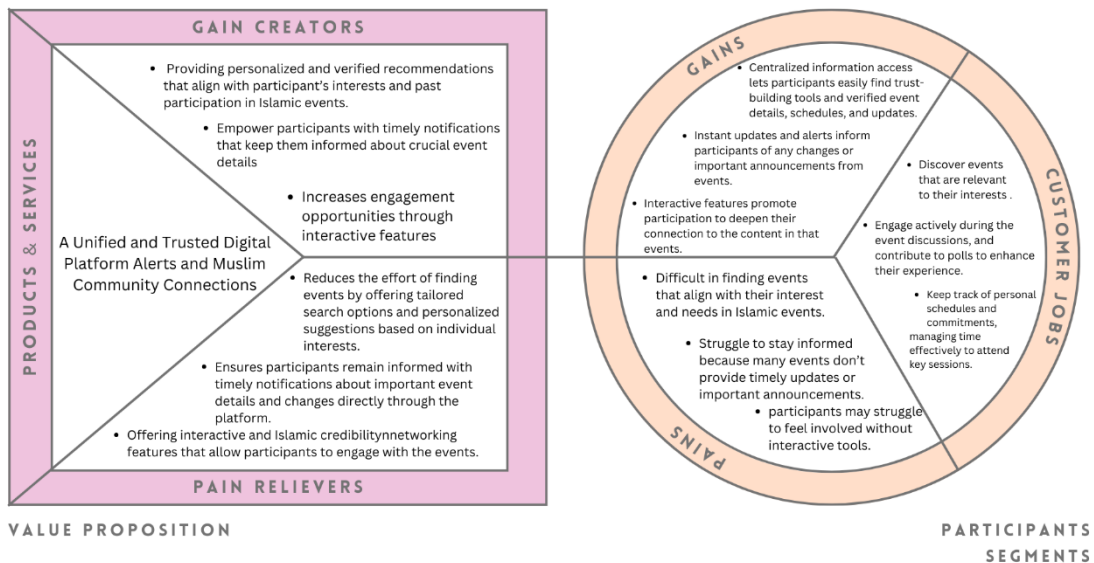 GAIN CREATORS
• Providing personalized and verified recommendations
that align with participant's interests and past
participation in Islamic events.
• Empower participants with timely notifications
that keep them informed about crucial event
details
• Increases engagement
opportunities through
interactive features
PRODUCTS & SERVICES
A Unified and Trusted Digital
Platform Alerts and Muslim
Community Connections
• Reduces the effort of finding
events by offering tailored
search options and personalized
suggestions based on individual
interests.
• Ensures participants remain informed with
timely notifications about important event
details and changes directly through the
platform.
• Offering interactive and Islamic credibilitynnetworking
features that allow participants to engage with the events.
PAIN RELIEVERS
VALUE PROPOSITION
GAINS
• Centralized information access
lets participants easily find trust-
building tools and verified event
details, schedules, and updates.
• Instant updates and alerts inform
participants of any changes or
important announcements from
events.
• Interactive features promote
participation to deepen their
connection to the content in that
events.
CUSTOMER JOBS
• Discover events
that are relevant
to their interests .
• Engage actively during the
event discussions, and
contribute to polls to enhance
their experience.
• Keep track of personal
schedules and
commitments,
managing time
effectively to attend
key sessions.
• Difficult in finding events
that align with their interest
and needs in Islamic events.
• Struggle to stay informed
because many events don't
provide timely updates or
important announcements.
• participants may struggle
to feel involved without
interactive tools.
PAINS
PARTICIPANTS
SEGMENTS